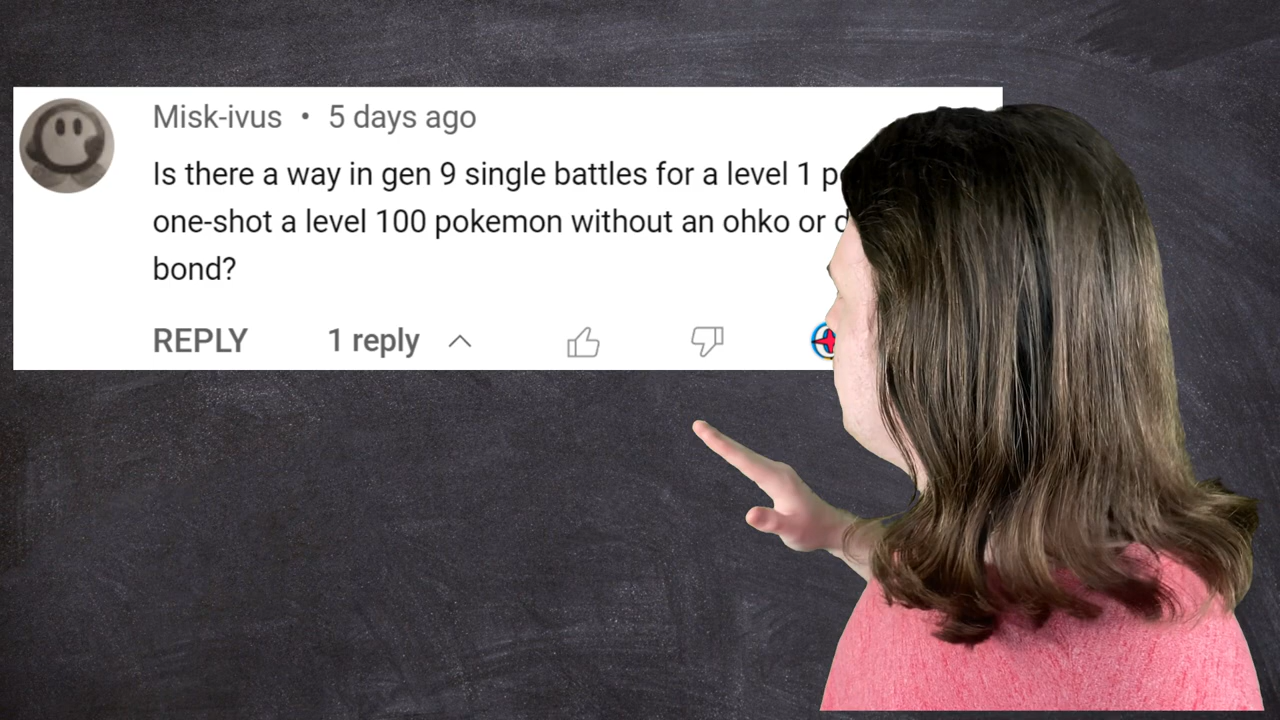 Misk-ivus • 5 days ago
Is there a way in gen 9 single battles for a level 1
one-shot a level 100 pokemon without an ohko or
bond?
REPLY 1 reply